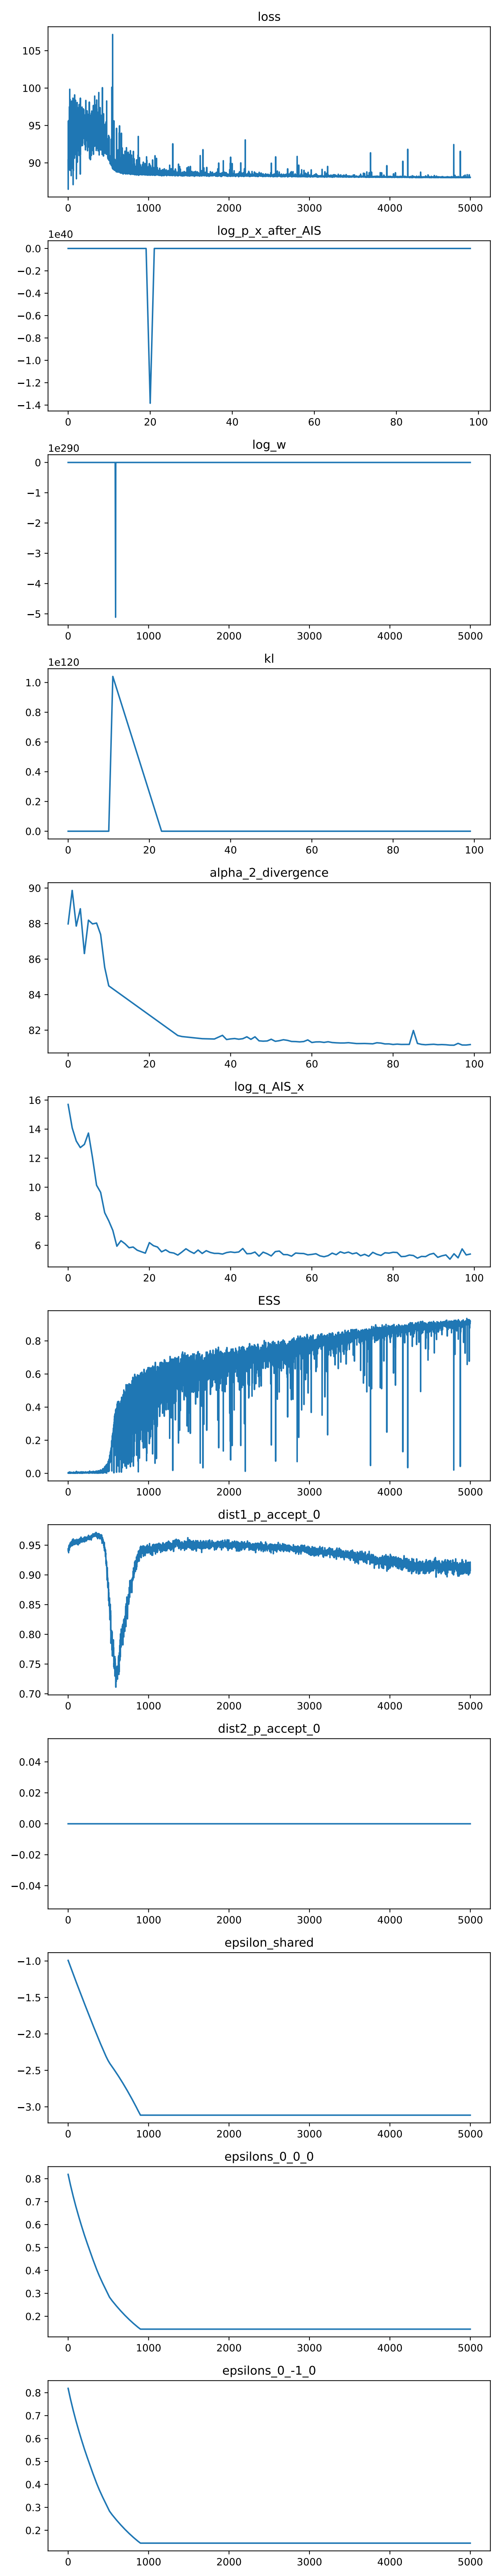 loss
105
100
95
90
0 1000 2000 3000 4000 5000
log_p_x_after_AIS
1e40
0.0
−0.2
−0.4
−0.6
−0.8
−1.0
−1.2
−1.4
0 20 40 60 80 100
log_w
1e290
0
−1
−2
−3
−4
−5
0 1000 2000 3000 4000 5000
kl
1e120
1.0
0.8
0.6
0.4
0.2
0.0
0 20 40 60 80 100
alpha_2_divergence
90
88
86
84
82
0 20 40 60 80 100
log_q_AIS_x
16
14
12
10
8
6
0 20 40 60 80 100
ESS
0.8
0.6
0.4
0.2
0.0
0 1000 2000 3000 4000 5000
dist1_p_accept_0
0.95
0.90
0.85
0.80
0.75
0.70
0 1000 2000 3000 4000 5000
dist2_p_accept_0
0.04
0.02
0.00
−0.02
−0.04
0 1000 2000 3000 4000 5000
epsilon_shared
−1.0
−1.5
−2.0
−2.5
−3.0
0 1000 2000 3000 4000 5000
epsilons_0_0_0
0.8
0.7
0.6
0.5
0.4
0.3
0.2
0 1000 2000 3000 4000 5000
epsilons_0_-1_0
0.8
0.7
0.6
0.5
0.4
0.3
0.2
0 1000 2000 3000 4000 5000